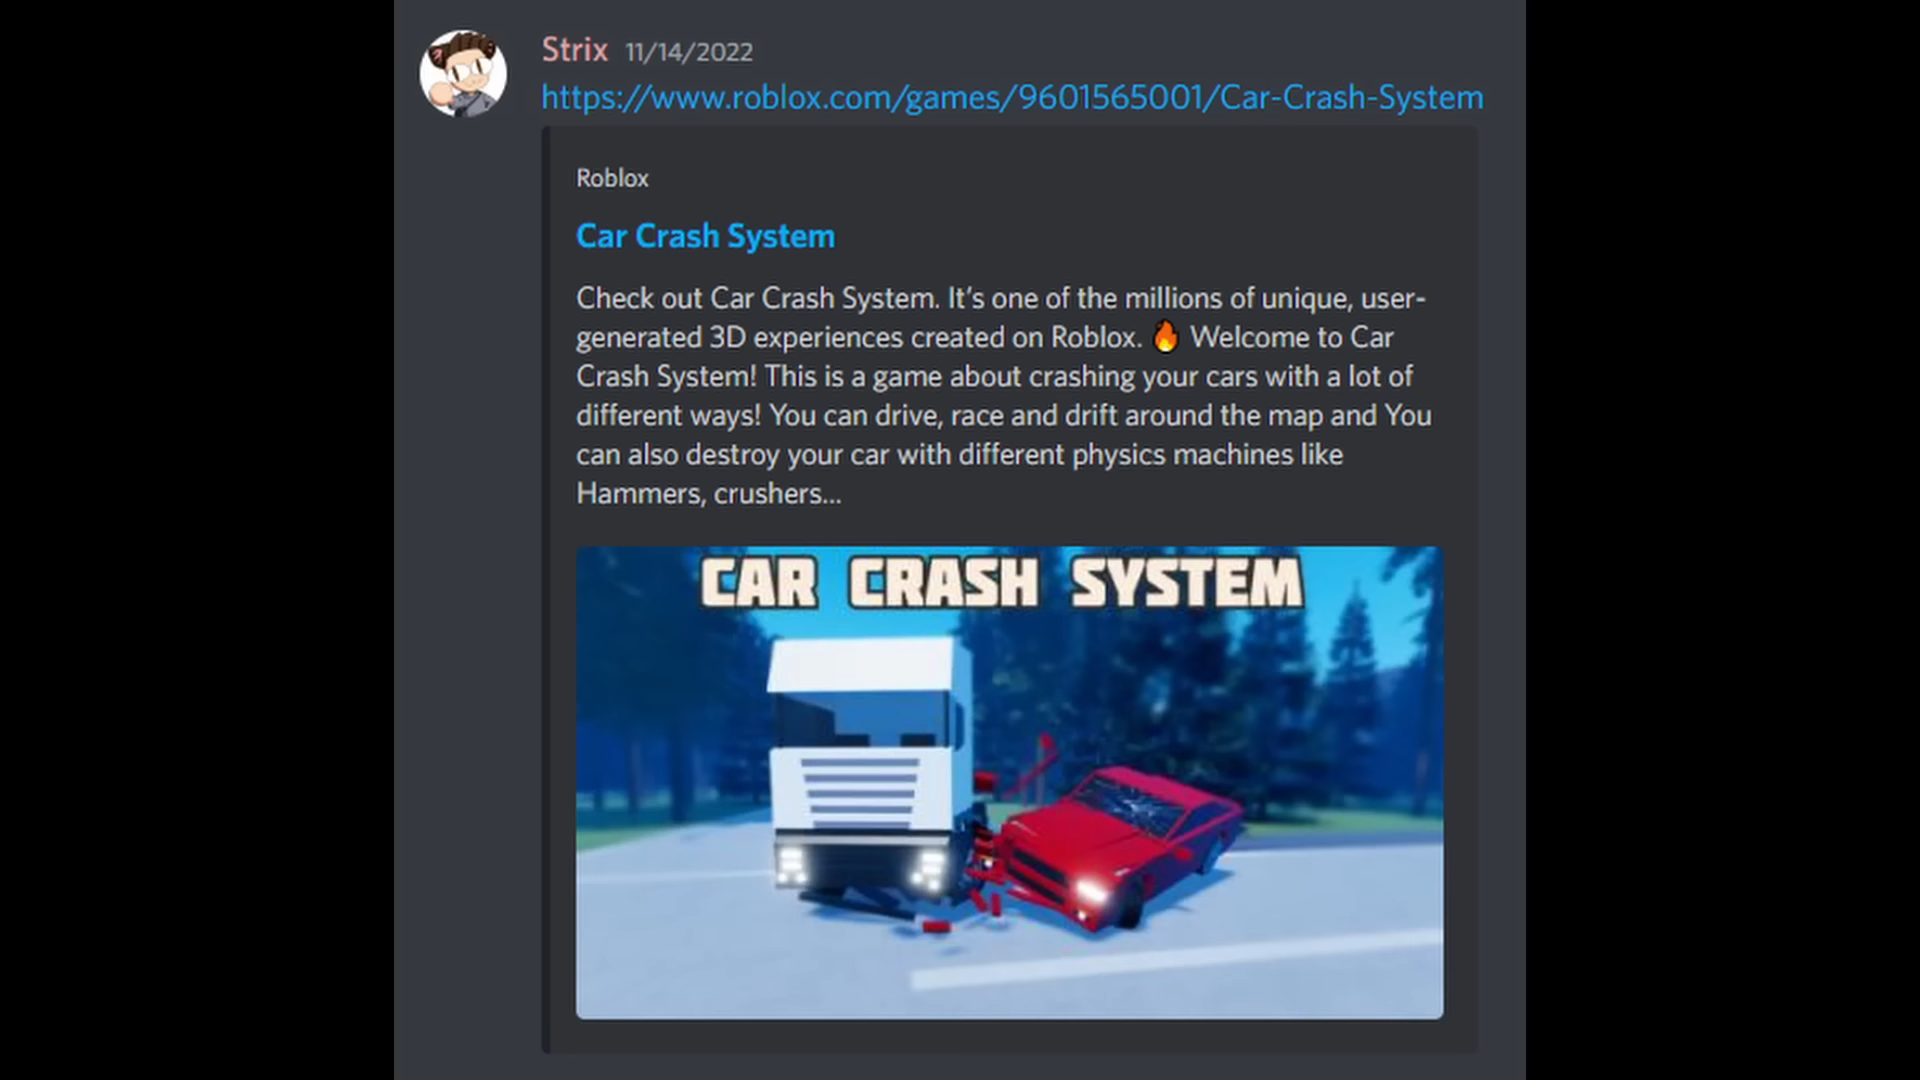 Strix 11/14/2022
https://www.roblox.com/games/9601565001/Car-Crash-System
Roblox
Car Crash System
Check out Car Crash System. It’s one of the millions of unique, user-
generated 3D experiences created on Roblox. 🔥 Welcome to Car
Crash System! This is a game about crashing your cars with a lot of
different ways! You can drive, race and drift around the map and You
can also destroy your car with different physics machines like
Hammers, crushers...
CAR CRASH SYSTEM